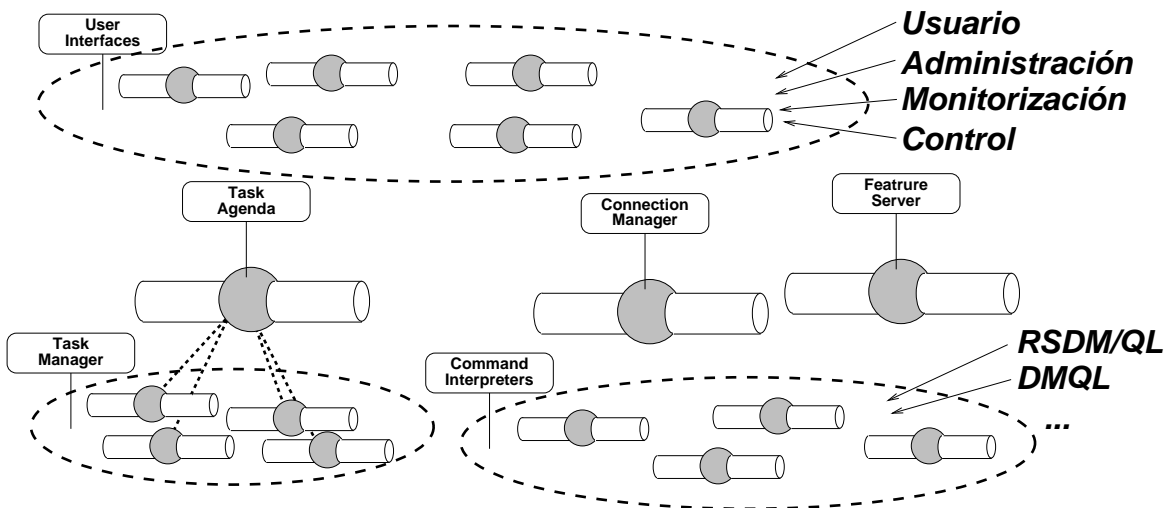 User
Interfaces
Usuario
Administración
Monitorización
Control
Task
Agenda
Connection
Manager
Featrure
Server
Task
Manager
Command
Interpreters
RSDM/QL
DMQL
...